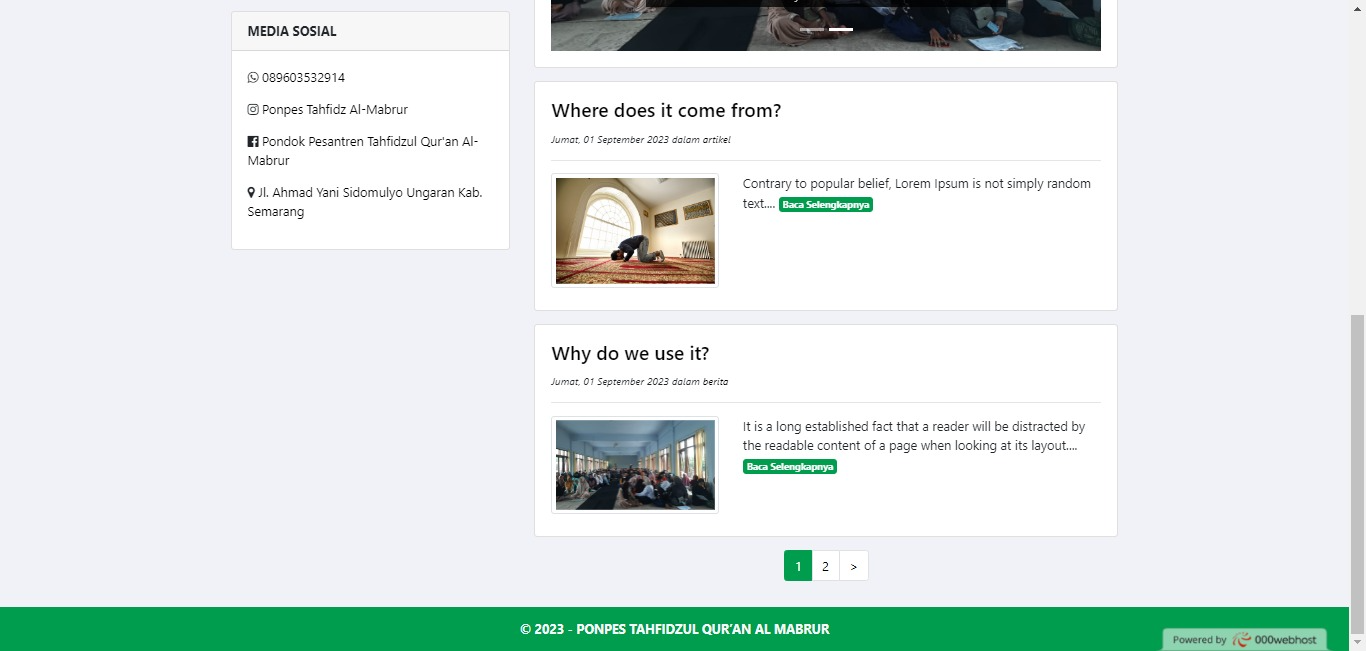 MEDIA SOSIAL
089603532914
Ponpes Tahfidz Al-Mabrur
Pondok Pesantren Tahfidzul Qur'an Al-
Mabrur
Jl. Ahmad Yani Sidomulyo Ungaran Kab.
Semarang
Where does it come from?
Jumat, 01 September 2023 dalam artikel
Contrary to popular belief, Lorem Ipsum is not simply random
text.... Baca Selengkapnya
Why do we use it?
Jumat, 01 September 2023 dalam berita
It is a long established fact that a reader will be distracted by
the readable content of a page when looking at its layout....
Baca Selengkapnya
1 2 >
© 2023 - PONPES TAHFIDZUL QUR'AN AL MABRUR
Powered by 000webhost